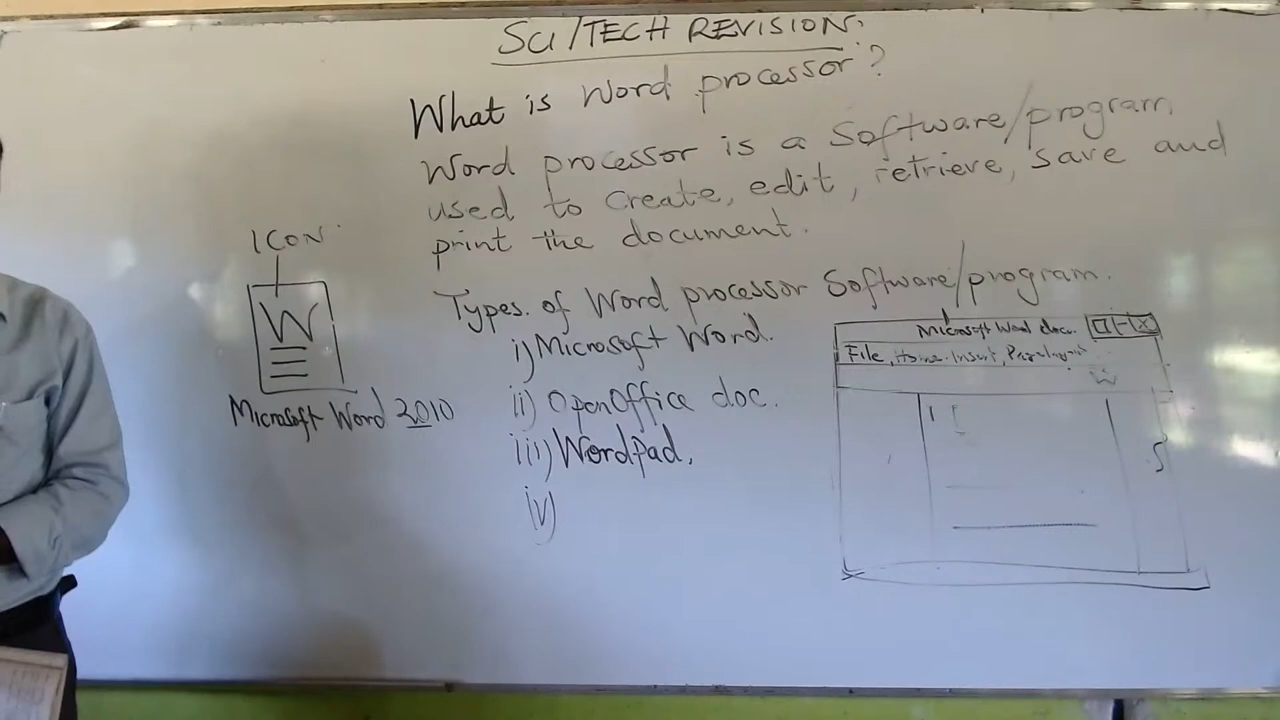 SCI/TECH REVISION.
What is Word processor?
Word processor is a Software/program,
used to create, edit, retrieve, save and
print the document.
ICON
W
Microsoft Word 2010
Types of Word processor Software/program.
i) Microsoft Word.
ii) OpenOffice doc.
iii) WordPad,
iv)
Microsoft Word doc.
File, Home, Insert, Pagelayout